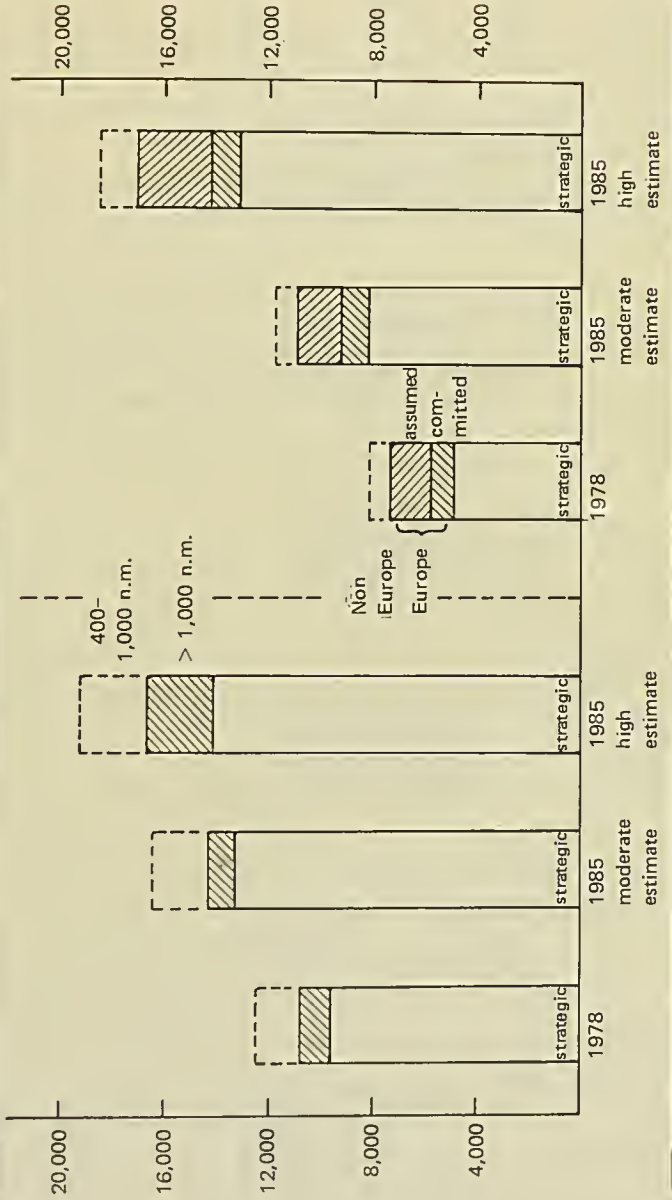 20,000
16,000
12,000
8,000
4,000
400–
1,000 n.m.
> 1,000 n.m.
Non
Europe
Europe
assumed
com-
mitted
20,000
16,000
12,000
8,000
4,000
strategic
strategic
strategic
strategic
strategic
strategic
1978
1985
moderate
estimate
1985
high
estimate
1978
1985
moderate
estimate
1985
high
estimate